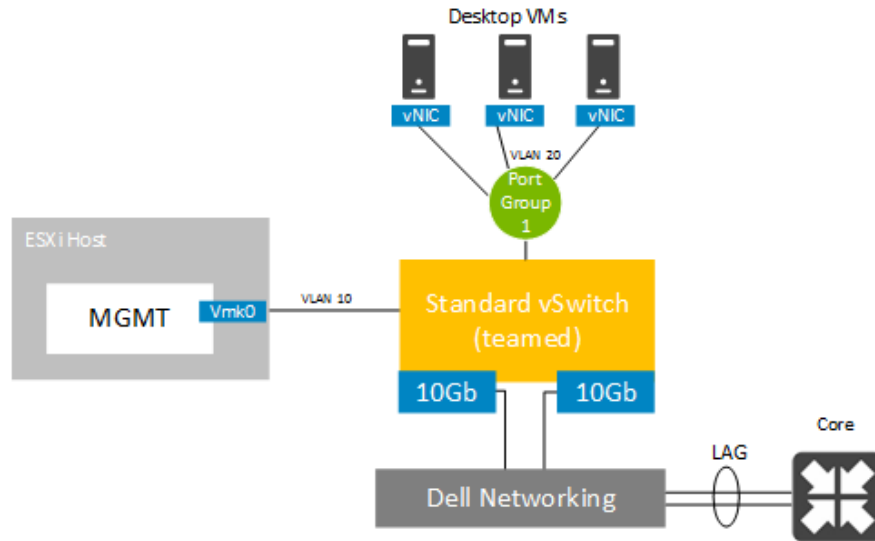 Desktop VMs
vNIC
vNIC
vNIC
VLAN 20
Port
Group
1
ESXi Host
MGMT
Vmk0
VLAN 10
Standard vSwitch
(teamed)
10Gb
10Gb
Core
LAG
Dell Networking